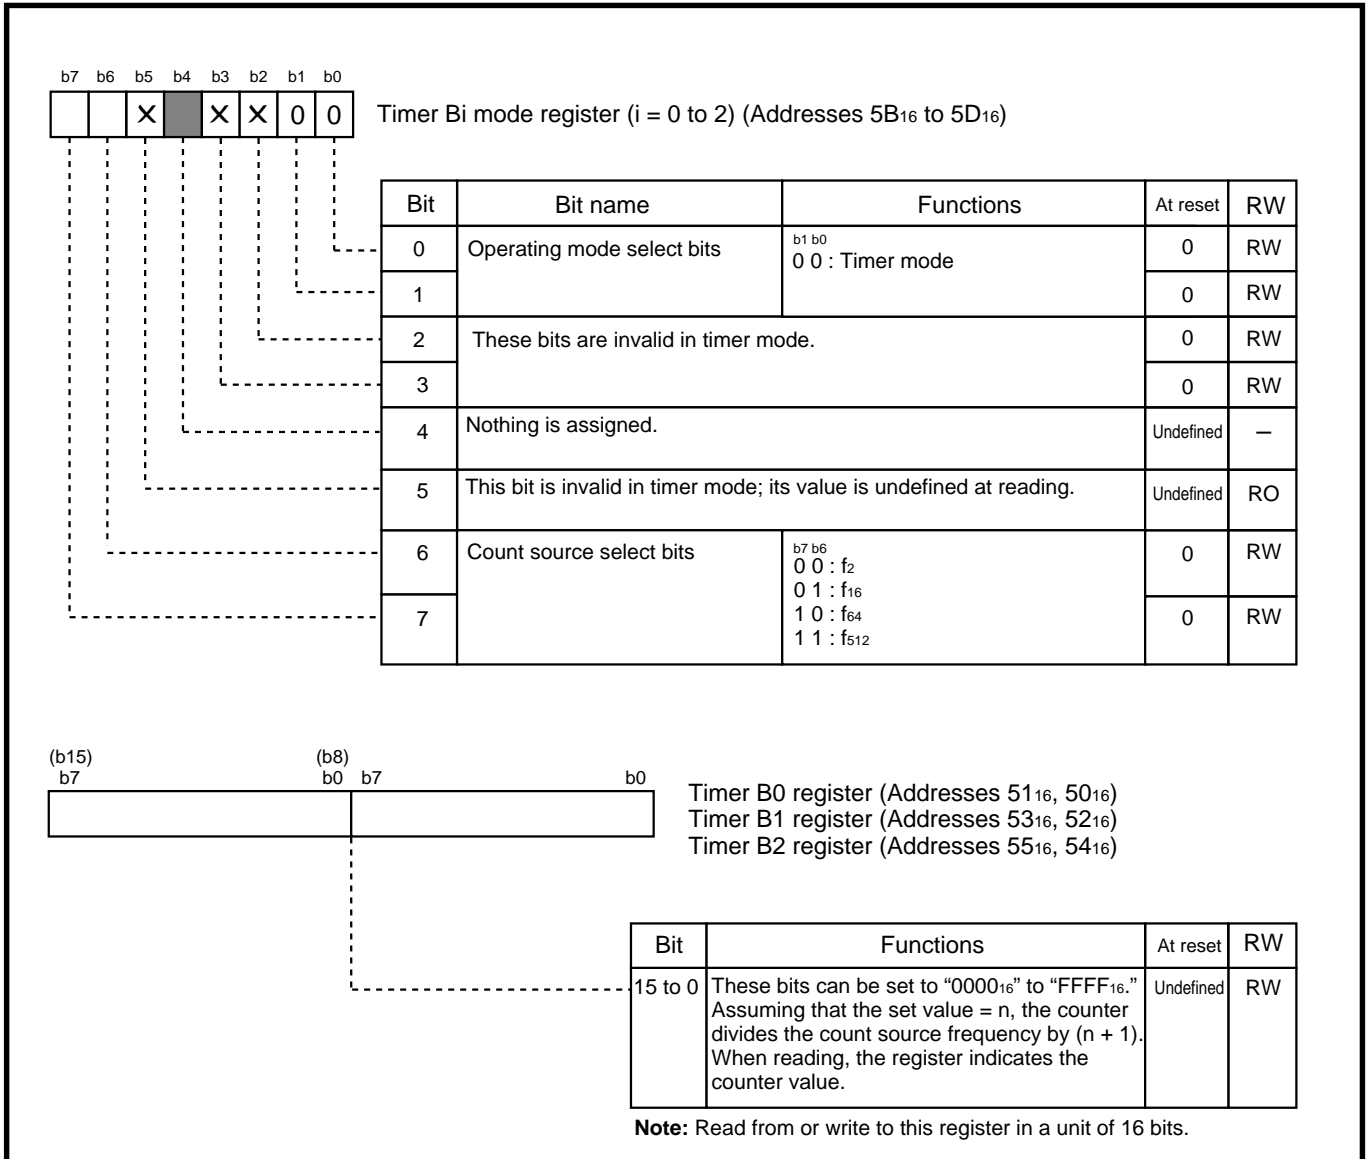 b7 b6 b5 b4 b3 b2 b1 b0
X X X 0 0 Timer Bi mode register (i = 0 to 2) (Addresses 5B16 to 5D16)
Bit Bit name Functions At reset RW
0 Operating mode select bits b1 b0 0 RW
0 0 : Timer mode
1 0 RW
2 These bits are invalid in timer mode. 0 RW
3 0 RW
4 Nothing is assigned. Undefined –
5 This bit is invalid in timer mode; its value is undefined at reading. Undefined RO
6 Count source select bits b7 b6 0 RW
0 0 : f2
0 1 : f16
7 1 0 : f64 0 RW
1 1 : f512
(b15) (b8)
b7 b0 b7 b0
Timer B0 register (Addresses 5116, 5016)
Timer B1 register (Addresses 5316, 5216)
Timer B2 register (Addresses 5516, 5416)
Bit Functions At reset RW
15 to 0 These bits can be set to “000016” to “FFFF16.” Undefined RW
Assuming that the set value = n, the counter
divides the count source frequency by (n + 1).
When reading, the register indicates the
counter value.
Note: Read from or write to this register in a unit of 16 bits.